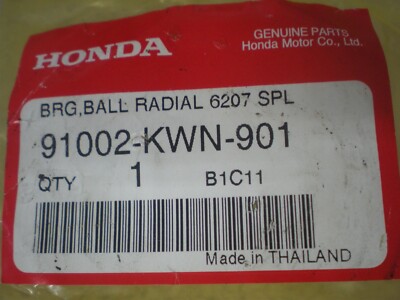 HONDA
GENUINE PARTS
Honda Motor Co., Ltd.
BRG,BALL RADIAL 6207 SPL
91002-KWN-901
QTY 1 B1C11
Made in THAILAND